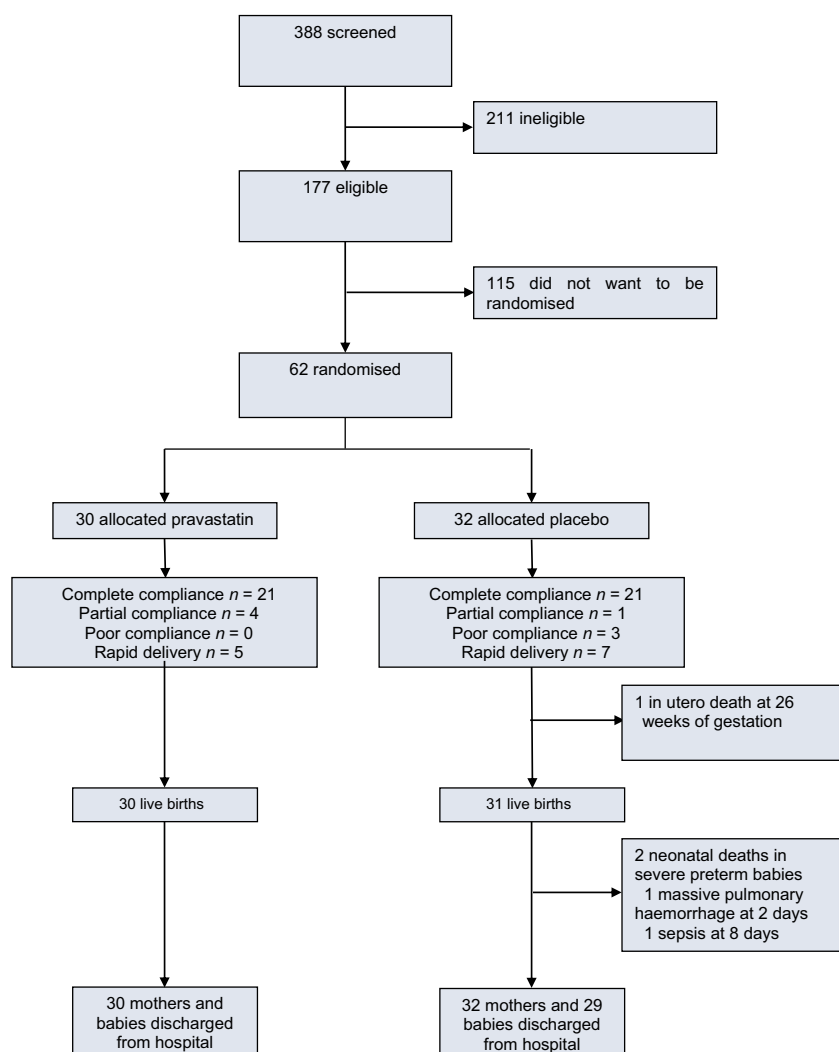 388 screened
211 ineligible
177 eligible
115 did not want to be
randomised
62 randomised
30 allocated pravastatin
32 allocated placebo
Complete compliance n = 21
Partial compliance n = 4
Poor compliance n = 0
Rapid delivery n = 5
Complete compliance n = 21
Partial compliance n = 1
Poor compliance n = 3
Rapid delivery n = 7
1 in utero death at 26
weeks of gestation
30 live births
31 live births
2 neonatal deaths in
severe preterm babies
1 massive pulmonary
haemorrhage at 2 days
1 sepsis at 8 days
30 mothers and
babies discharged
from hospital
32 mothers and 29
babies discharged
from hospital